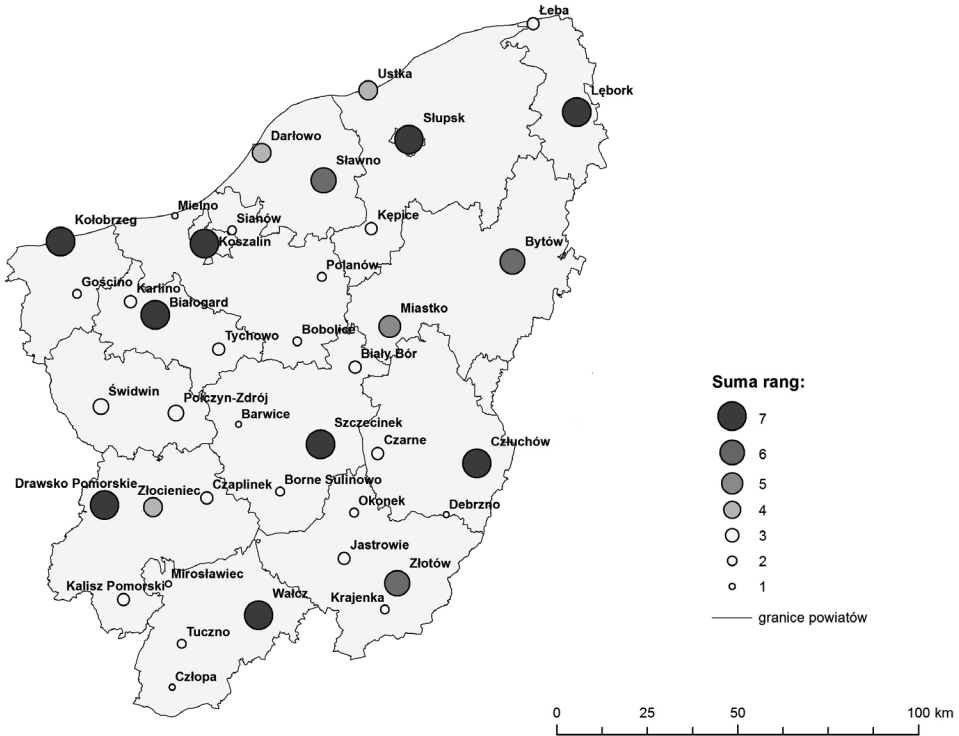 Łeba
Ustka
Lębork
Słupsk
Darłowo
Sławno
Mielno
Kępice
Kołobrzeg
Sianów
Koszalin
Bytów
Polanów
Gościno
Karlino
Białogard
Miastko
Bobolice
Tychowo
Biały Bór
Świdwin
Połczyn-Zdrój
Barwice
Szczecinek
Czarne
Człuchów
Drawsko Pomorskie
Złocieniec
Czaplinek
Borne Sulinowo
Okonek
Debrzno
Jastrowie
Złotów
Mirosławiec
Kalisz Pomorski
Wałcz
Krajenka
Tuczno
Człopa
Suma rang:
7
6
5
4
3
2
1
granice powiatów
0 25 50 100 km